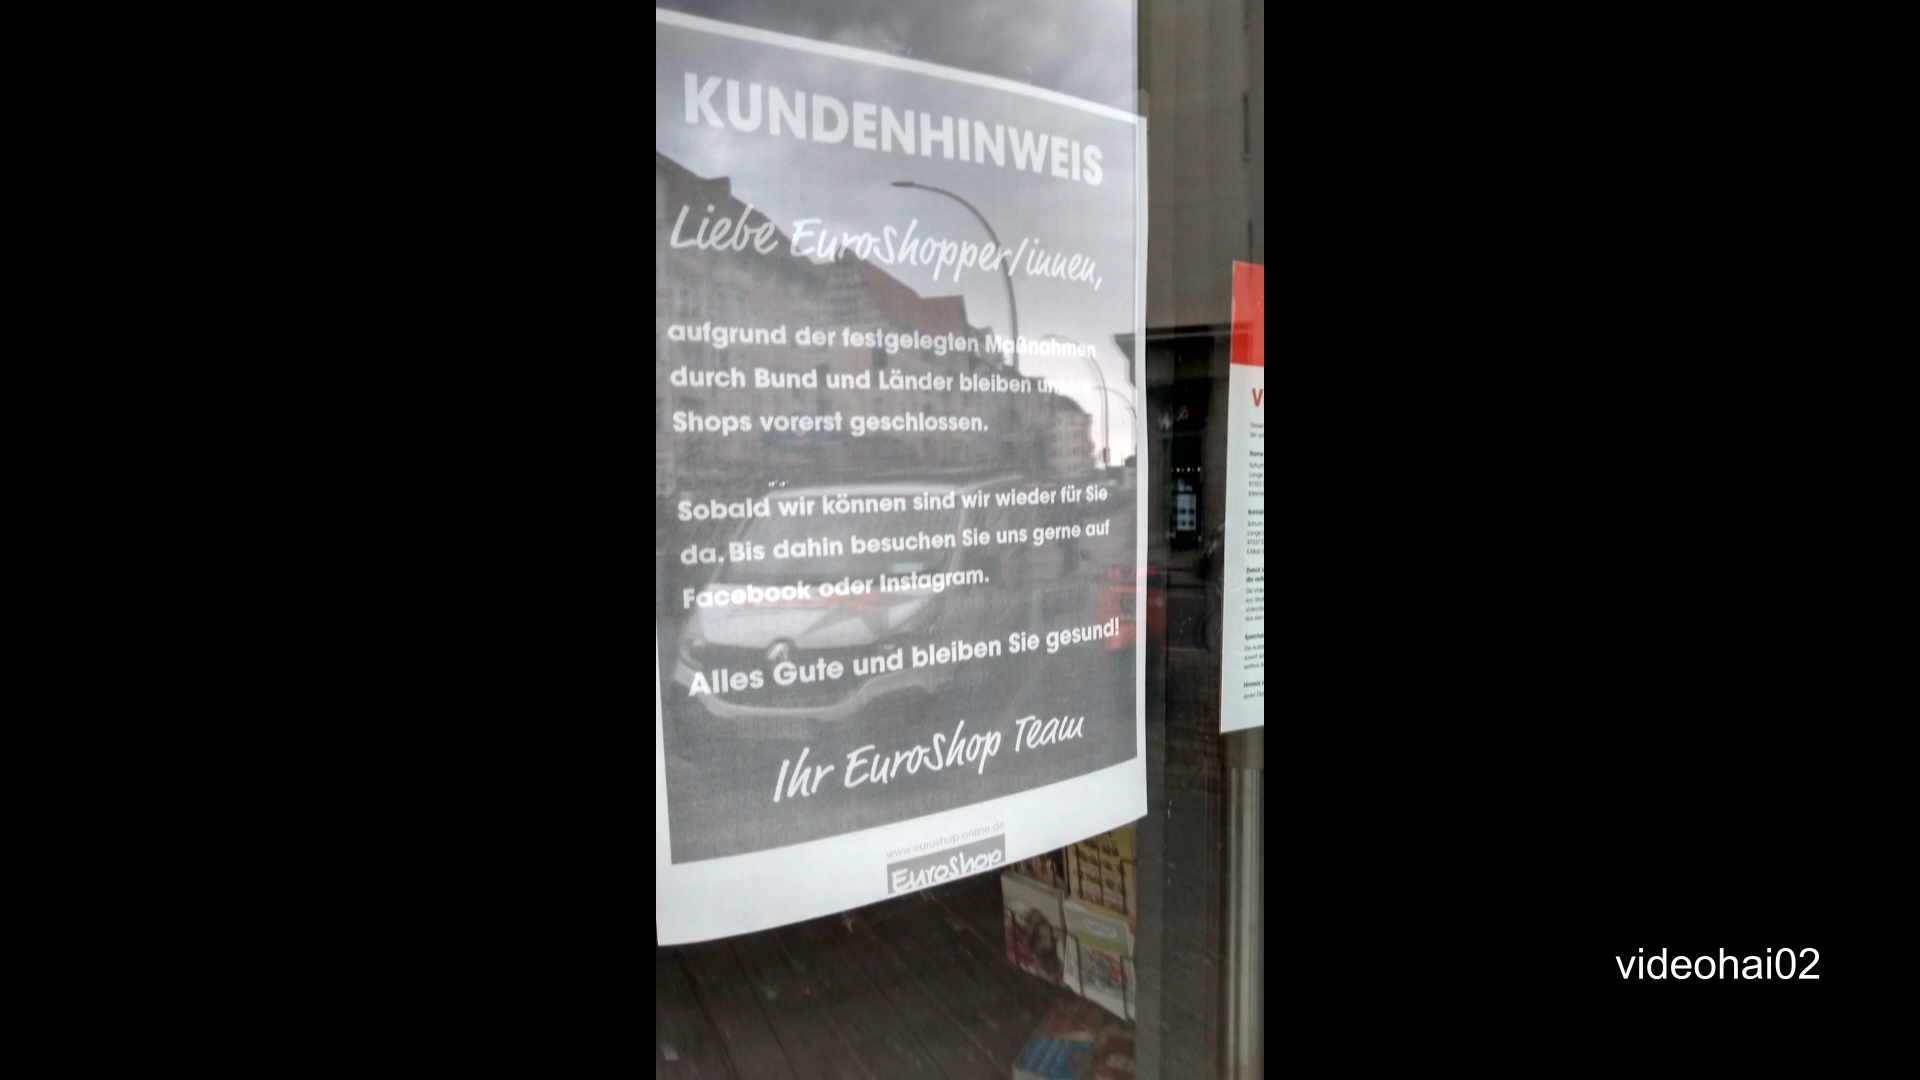 KUNDENHINWEIS
Liebe EuroShopper/innen,
aufgrund der festgelegten Maßnahmen
durch Bund und Länder bleiben unsere
Shops vorerst geschlossen.
Sobald wir können sind wir wieder für Sie
da. Bis dahin besuchen Sie uns gerne auf
Facebook oder Instagram.
Alles Gute und bleiben Sie gesund!
Ihr EuroShop Team
www.euroshop-online.de
EuroShop
videohai02